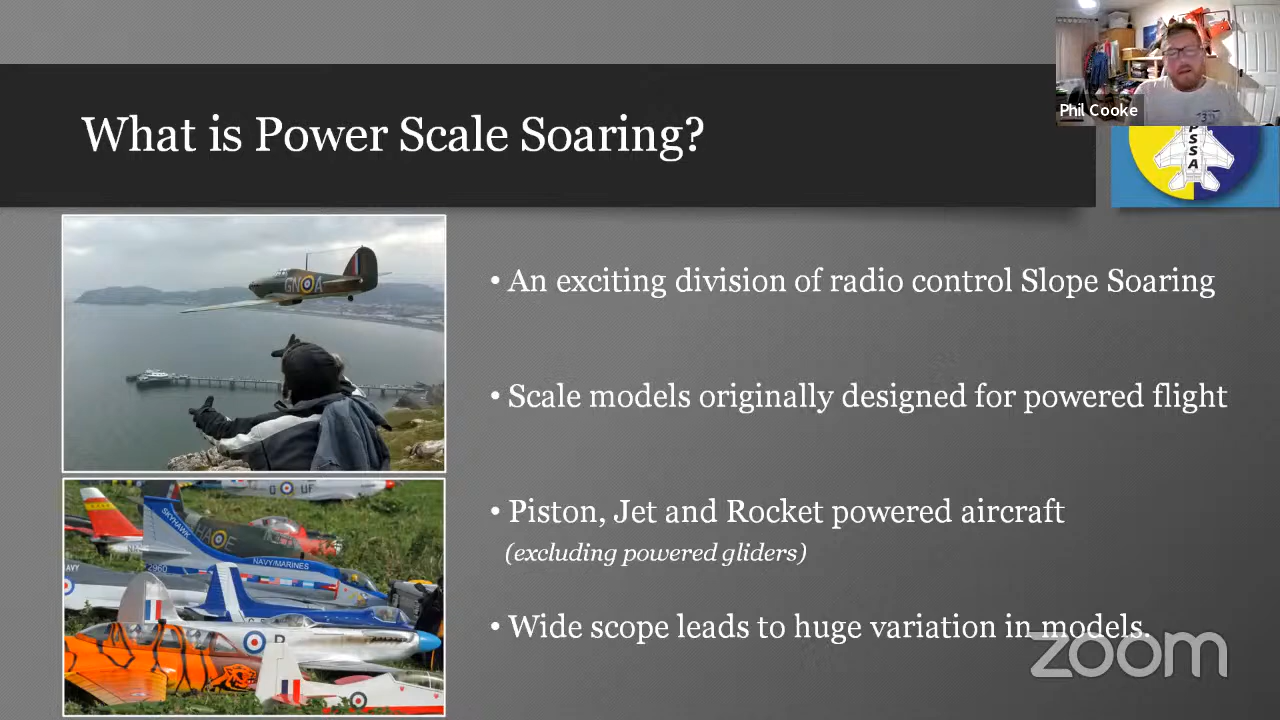 Phil Cooke
What is Power Scale Soaring?
PSSA
• An exciting division of radio control Slope Soaring
GN A
• Scale models originally designed for powered flight
• Piston, Jet and Rocket powered aircraft
(excluding powered gliders)
• Wide scope leads to huge variation in models.
SKYHAWK
NAVY/MARINES
zoom